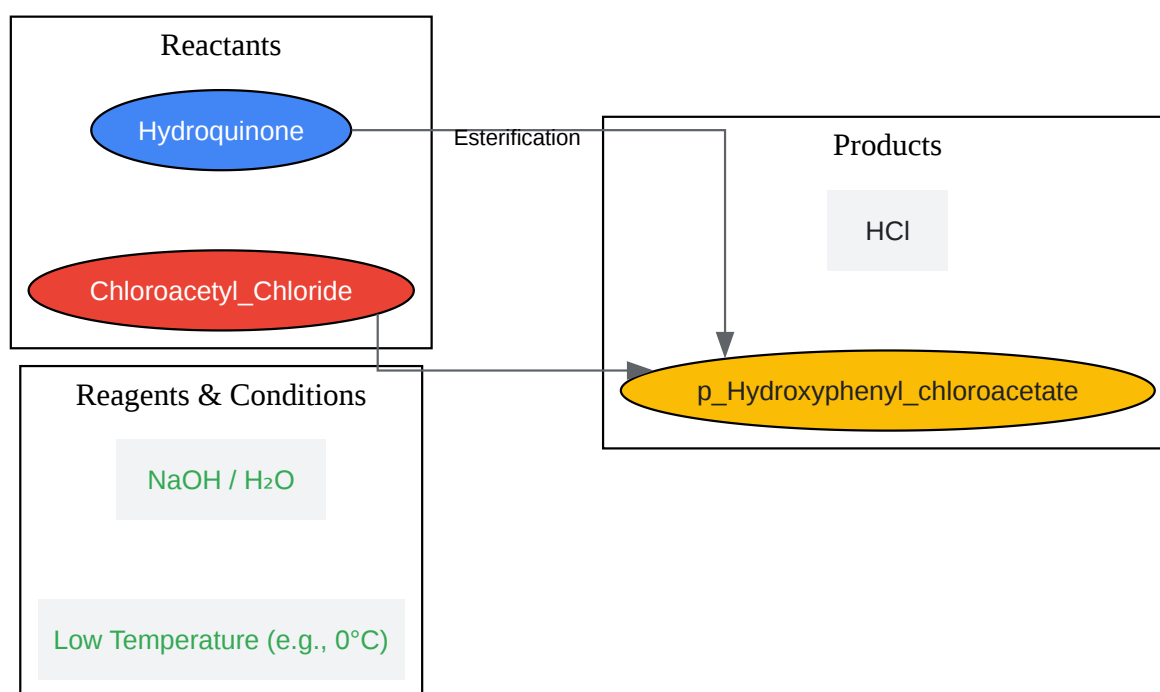 Reactants
Hydroquinone
Esterification
Chloroacetyl_Chloride
Reagents & Conditions
NaOH / H₂O
Low Temperature (e.g., 0°C)
Products
HCl
p_Hydroxyphenyl_chloroacetate